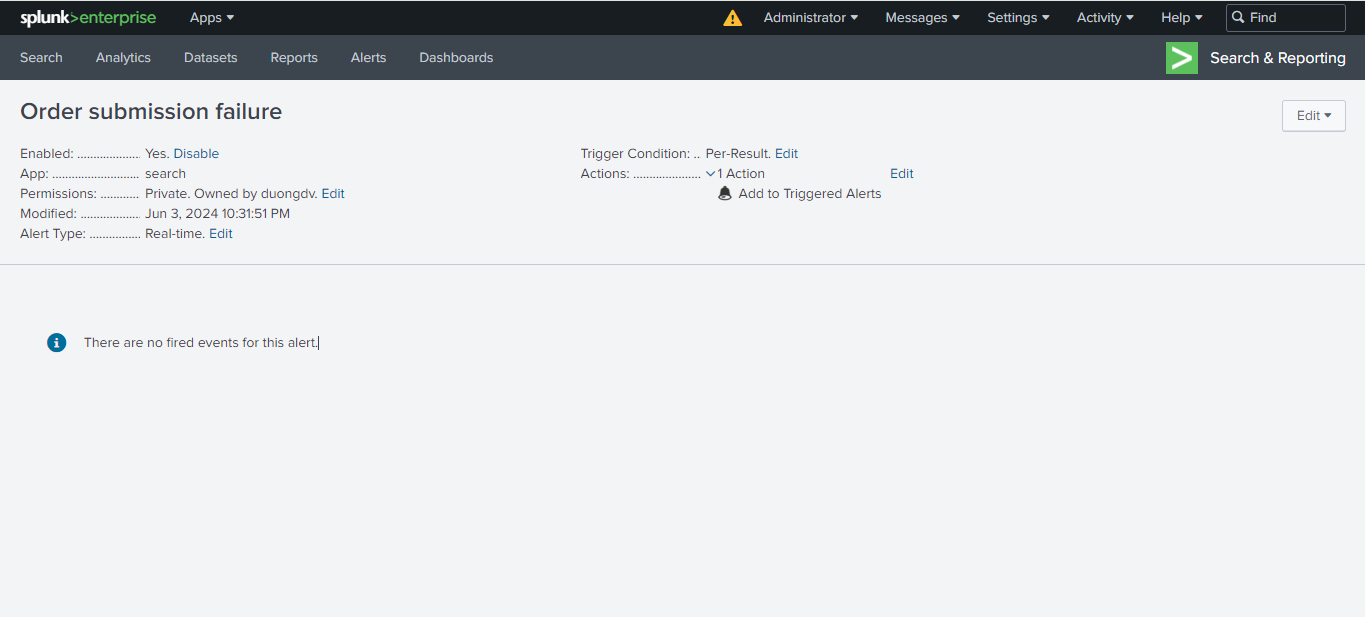 splunk>enterprise Apps Administrator Messages Settings Activity Help Find
Search Analytics Datasets Reports Alerts Dashboards Search & Reporting
Order submission failure
Edit
Enabled: ................... Yes. Disable
App: .......................... search
Permissions: ............ Private. Owned by duongdv. Edit
Modified: .................. Jun 3, 2024 10:31:51 PM
Alert Type: ............... Real-time. Edit
Trigger Condition: .. Per-Result. Edit
Actions: ..................... 1 Action Edit
Add to Triggered Alerts
There are no fired events for this alert.